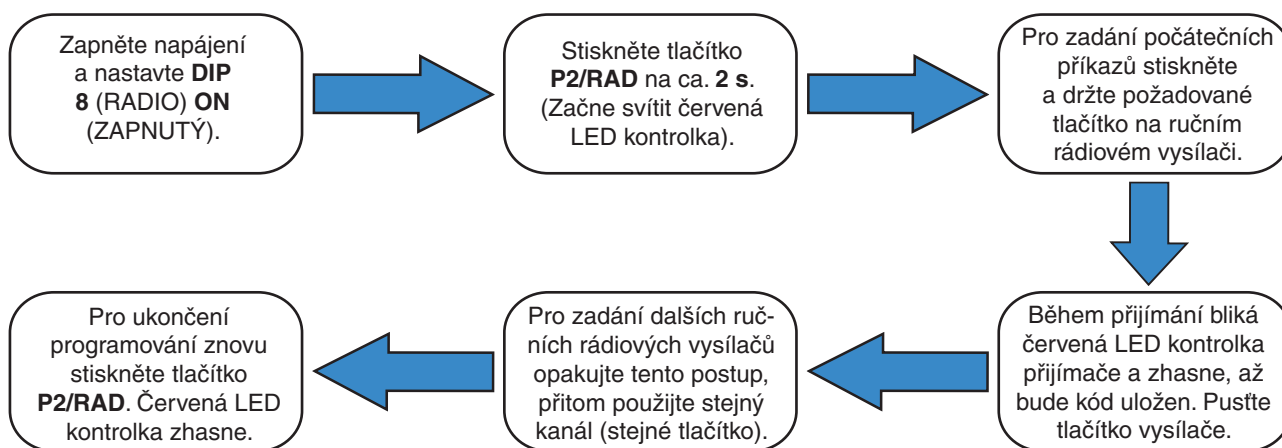 Zapněte napájení
a nastavte DIP
8 (RADIO) ON
(ZAPNUTÝ).
Stiskněte tlačítko
P2/RAD na ca. 2 s.
(Začne svítit červená
LED kontrolka).
Pro zadání počátečních
příkazů stiskněte
a držte požadované
tlačítko na ručním
rádiovém vysílači.
Během přijímání bliká
červená LED kontrolka
přijímače a zhasne, až
bude kód uložen. Pusťte
tlačítko vysílače.
Pro zadání dalších ruč-
ních rádiových vysílačů
opakujte tento postup,
přitom použijte stejný
kanál (stejné tlačítko).
Pro ukončení
programování znovu
stiskněte tlačítko
P2/RAD. Červená LED
kontrolka zhasne.